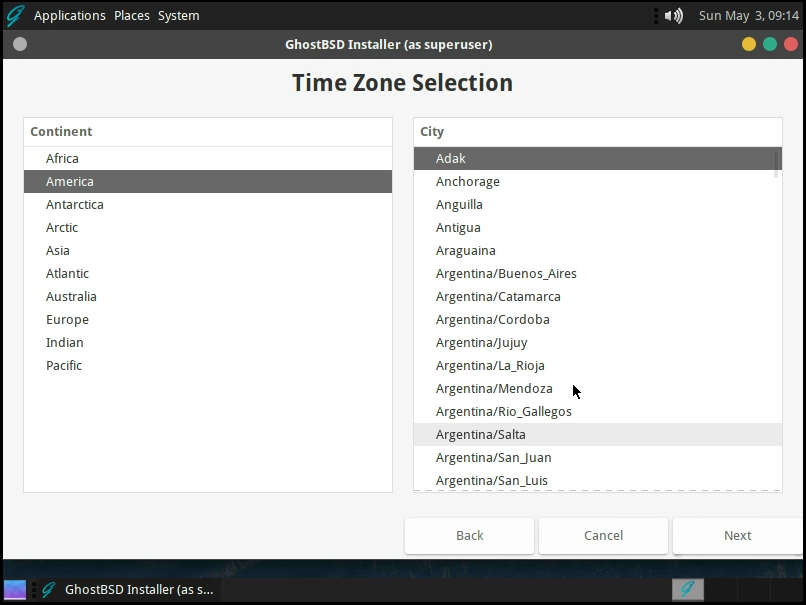 Applications Places System Sun May 3, 09:14
GhostBSD Installer (as superuser)
Time Zone Selection
Continent
Africa
America
Antarctica
Arctic
Asia
Atlantic
Australia
Europe
Indian
Pacific
City
Adak
Anchorage
Anguilla
Antigua
Araguaina
Argentina/Buenos_Aires
Argentina/Catamarca
Argentina/Cordoba
Argentina/Jujuy
Argentina/La_Rioja
Argentina/Mendoza
Argentina/Rio_Gallegos
Argentina/Salta
Argentina/San_Juan
Argentina/San_Luis
Back Cancel Next
GhostBSD Installer (as s...